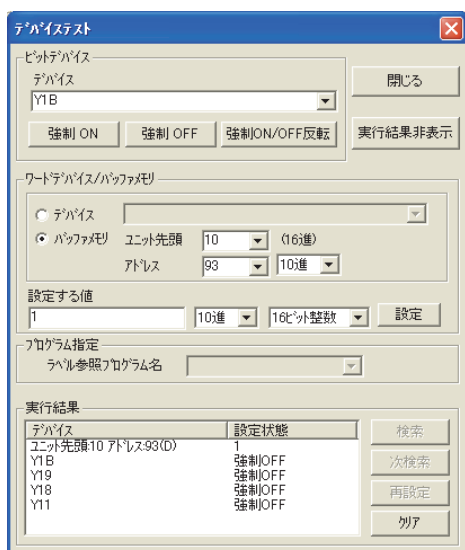 デバイステスト
ビットデバイス
デバイス
Y1B
閉じる
強制 ON 強制 OFF 強制ON/OFF反転 実行結果非表示
ワードデバイス/バッファメモリ
デバイス
バッファメモリ ユニット先頭 10 (16進)
アドレス 93 10進
設定する値
1 10進 16ビット整数 設定
プログラム指定
ラベル参照プログラム名
実行結果
デバイス 設定状態
ユニット先頭:10 アドレス:93(D) 1
Y1B 強制OFF
Y19 強制OFF
Y18 強制OFF
Y11 強制OFF
検索
次検索
再設定
クリア